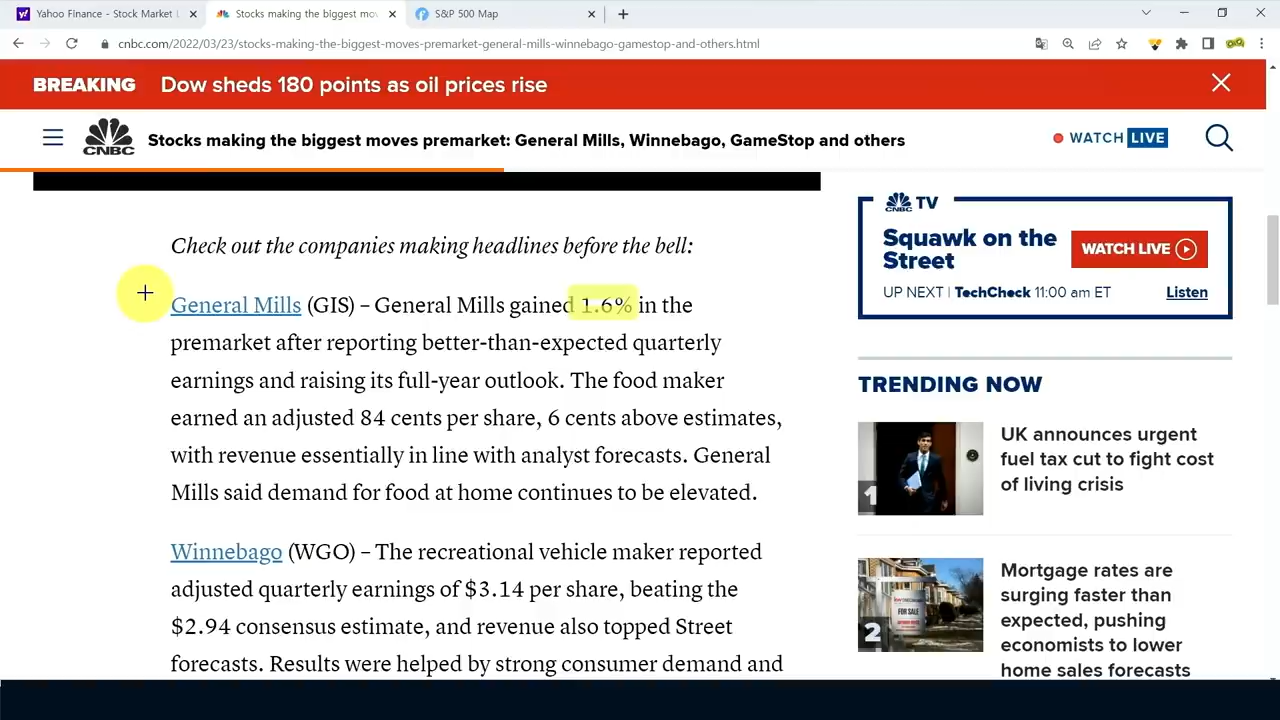 Yahoo Finance - Stock Market L
Stocks making the biggest mov
S&P 500 Map
cnbc.com/2022/03/23/stocks-making-the-biggest-moves-premarket-general-mills-winnebago-gamestop-and-others.html
BREAKING Dow sheds 180 points as oil prices rise
CNBC
Stocks making the biggest moves premarket: General Mills, Winnebago, GameStop and others
WATCH LIVE
Check out the companies making headlines before the bell:
General Mills (GIS) – General Mills gained 1.6% in the
premarket after reporting better-than-expected quarterly
earnings and raising its full-year outlook. The food maker
earned an adjusted 84 cents per share, 6 cents above estimates,
with revenue essentially in line with analyst forecasts. General
Mills said demand for food at home continues to be elevated.
Winnebago (WGO) – The recreational vehicle maker reported
adjusted quarterly earnings of $3.14 per share, beating the
$2.94 consensus estimate, and revenue also topped Street
forecasts. Results were helped by strong consumer demand and
CNBC TV
Squawk on the
Street
WATCH LIVE
UP NEXT | TechCheck 11:00 am ET
Listen
TRENDING NOW
1
UK announces urgent
fuel tax cut to fight cost
of living crisis
FOR SALE
2
Mortgage rates are
surging faster than
expected, pushing
economists to lower
home sales forecasts